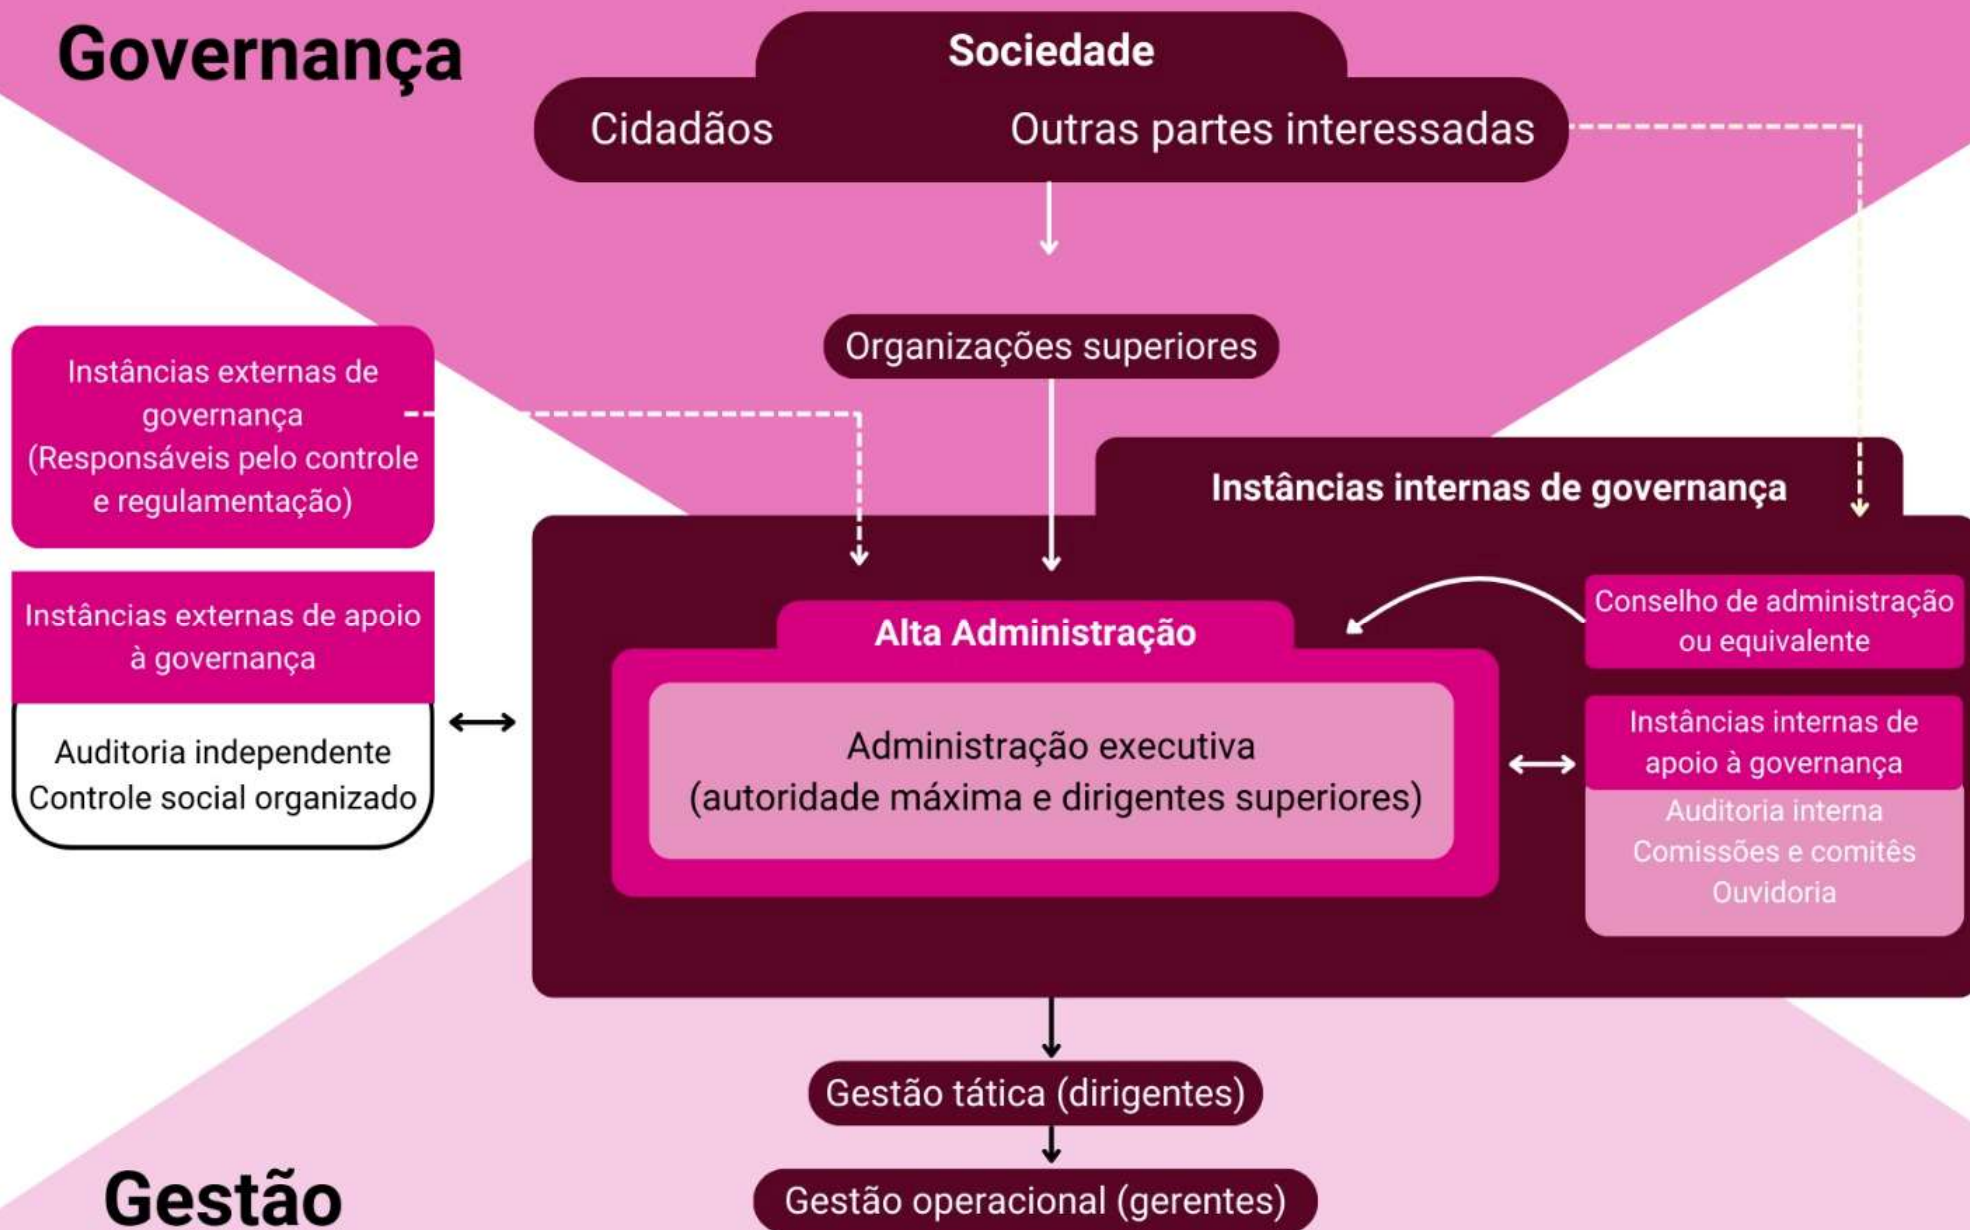 Governança
Sociedade
Cidadãos
Outras partes interessadas
Organizações superiores
Instâncias externas de
governança
(Responsáveis pelo controle
e regulamentação)
Instâncias externas de apoio
à governança
Auditoria independente
Controle social organizado
Instâncias internas de governança
Alta Administração
Administração executiva
(autoridade máxima e dirigentes superiores)
Conselho de administração
ou equivalente
Instâncias internas de
apoio à governança
Auditoria interna
Comissões e comitês
Ouvidoria
Gestão tática (dirigentes)
Gestão operacional (gerentes)
Gestão